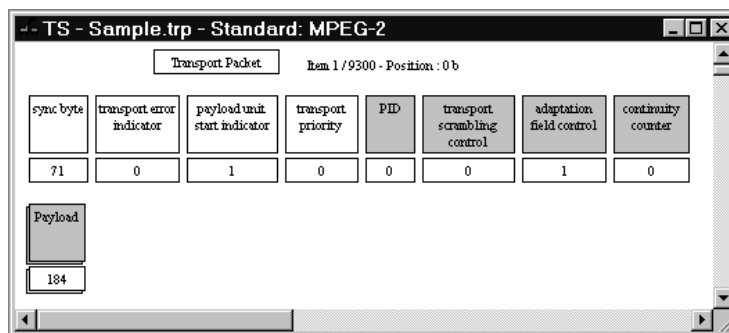 TS - Sample.trp - Standard: MPEG-2
Transport Packet
Item 1 / 9300 - Position : 0 b
sync byte
transport error
indicator
payload unit
start indicator
transport
priority
PID
transport
scrambling
control
adaptation
field control
continuity
counter
71
0
1
0
0
0
1
0
Payload
184